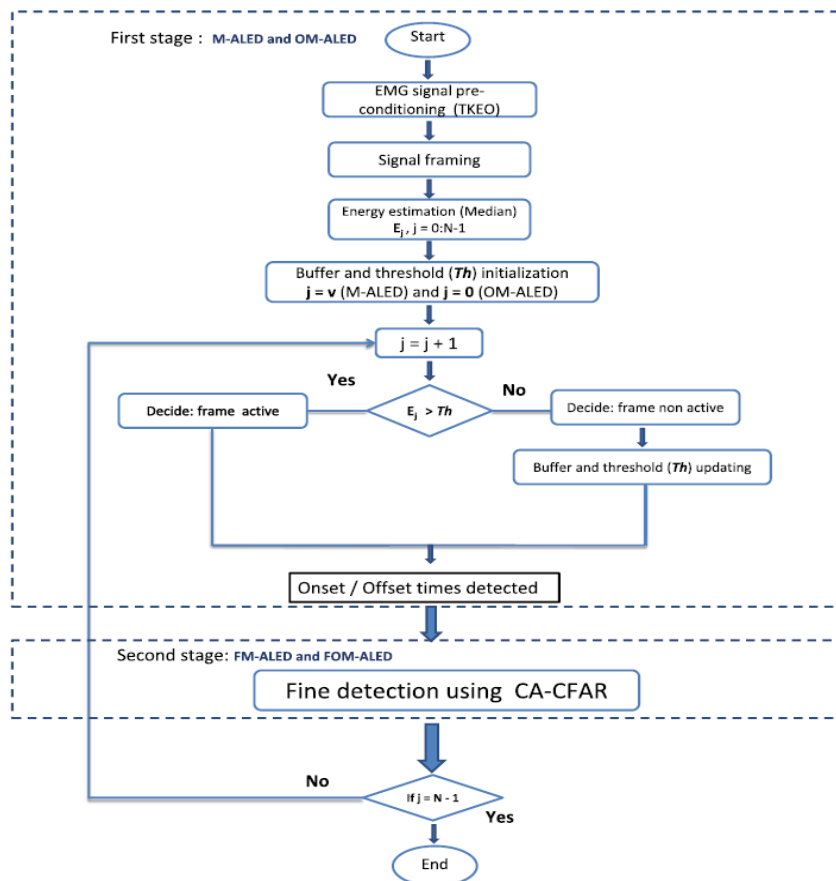 First stage : M-ALED and OM-ALED
Start
EMG signal pre-
conditioning (TKEO)
Signal framing
Energy estimation (Median)
Ej , j = 0:N-1
Buffer and threshold (Th) initialization
j = v (M-ALED) and j = 0 (OM-ALED)
j = j + 1
Yes
No
Ej > Th
Decide: frame active
Decide: frame non active
Buffer and threshold (Th) updating
Onset / Offset times detected
Second stage: FM-ALED and FOM-ALED
Fine detection using CA-CFAR
No
If j = N - 1
Yes
End